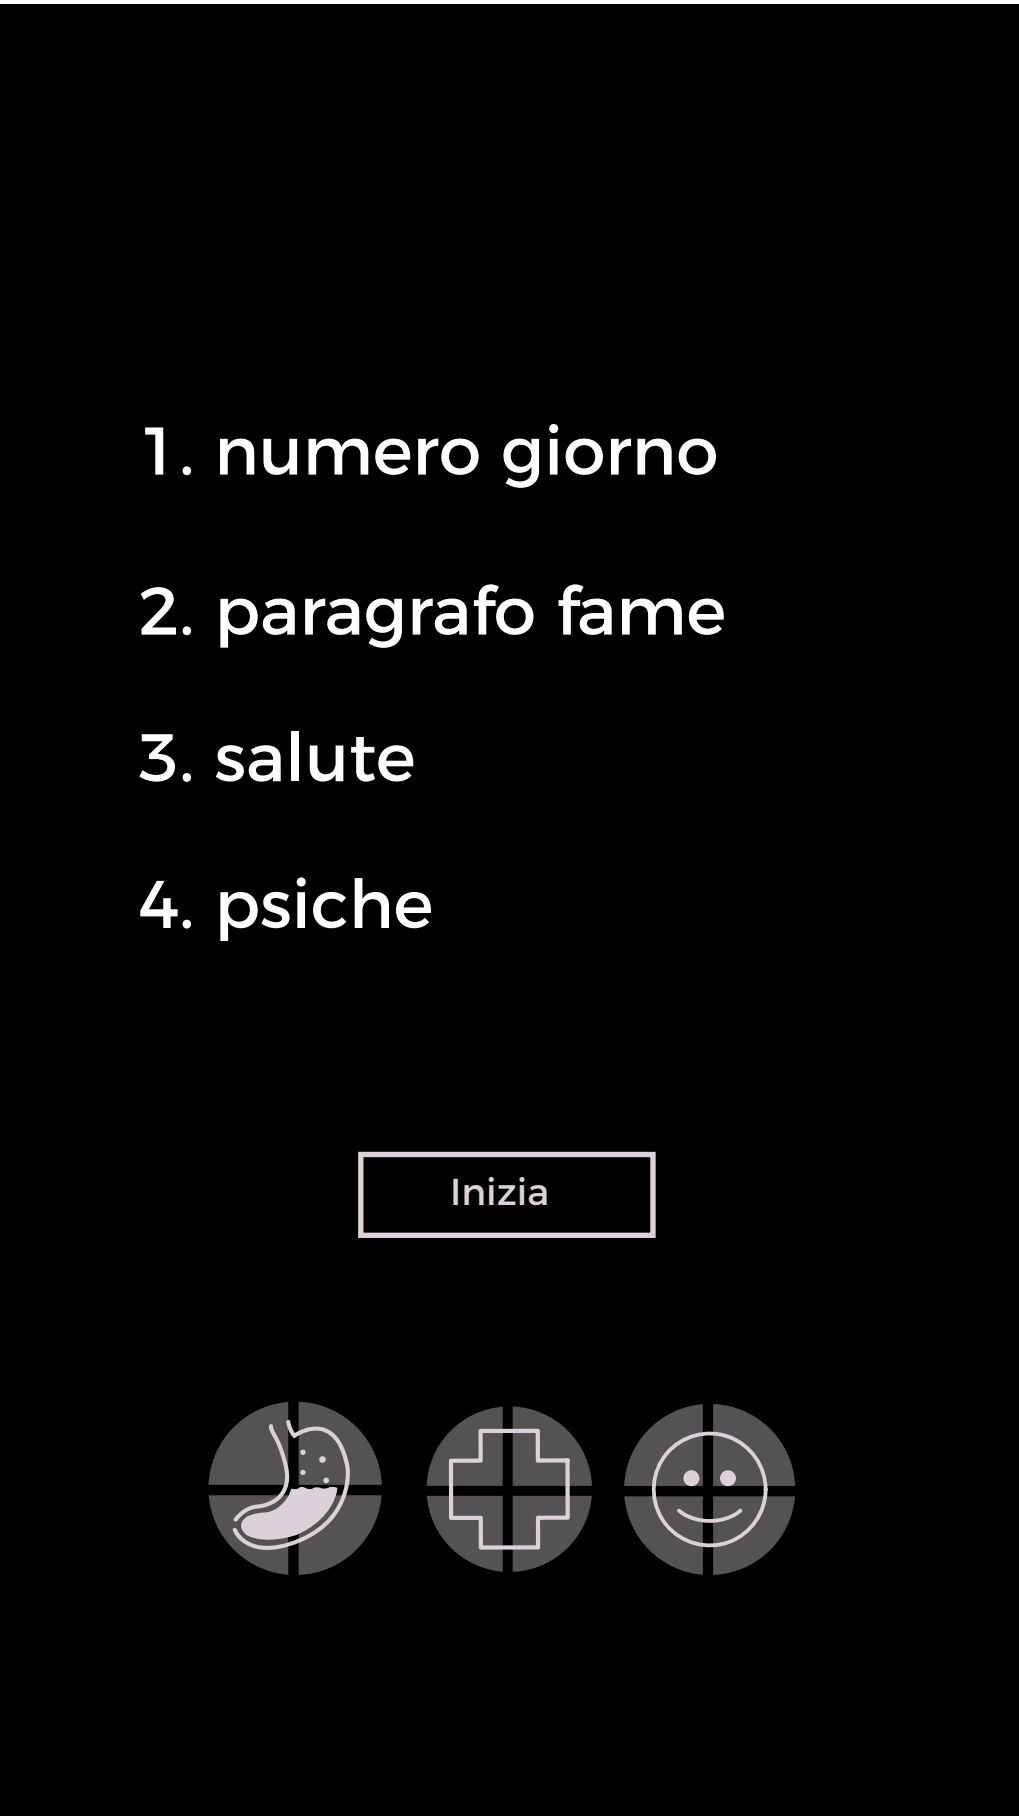 1. numero giorno
2. paragrafo fame
3. salute
4. psiche
Inizia